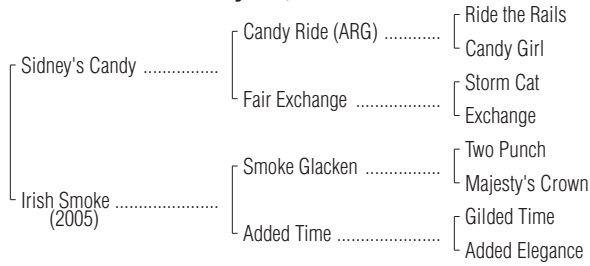 Ride the Rails
Candy Ride (ARG) ............
Candy Girl
Sidney's Candy ................
Storm Cat
Fair Exchange ..................
Exchange
Two Punch
Smoke Glacken ................
Majesty's Crown
Irish Smoke ......................
(2005)
Gilded Time
Added Time ......................
Added Elegance